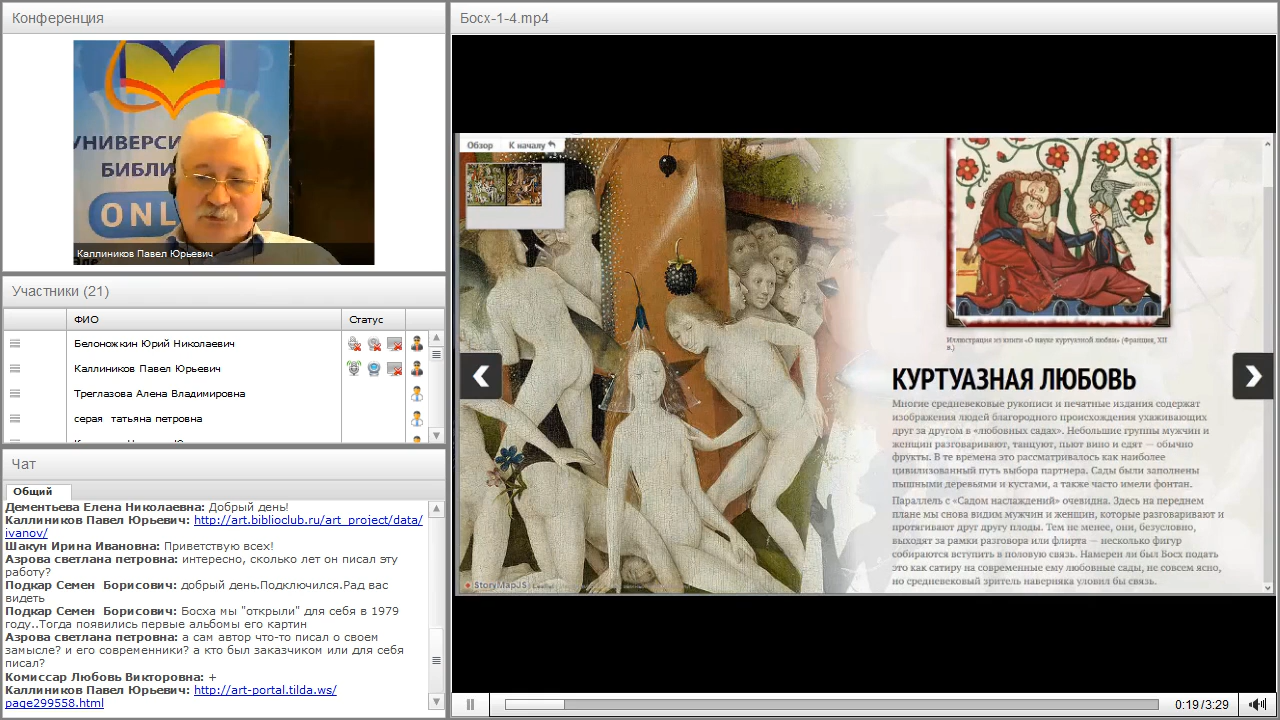 Конференция
УНИВЕРСИ
БИБЛИ
ONL
Каллиников Павел Юрьевич
Участники (21)
ФИО
Статус
Белоножкин Юрий Николаевич
Каллиников Павел Юрьевич
Треглазова Алена Владимировна
серая татьяна петровна
Чат
Общий
Дементьева Елена Николаевна: Добрый день!
Каллиников Павел Юрьевич: http://art.biblioclub.ru/art_project/data/
ivanov/
Шакун Ирина Ивановна: Приветствую всех!
Азрова светлана петровна: интересно, сколько лет он писал эту
работу?
Подкар Семен Борисович: добрый день.Подключился.Рад вас
видеть
Подкар Семен Борисович: Босха мы "открыли" для себя в 1979
году..Тогда появились первые альбомы его картин
Азрова светлана петровна: а сам автор что-то писал о своем
замысле? и его современники? а кто был заказчиком или для себя
писал?
Комиссар Любовь Викторовна: +
Каллиников Павел Юрьевич: http://art-portal.tilda.ws/
page299558.html
Босх-1-4.mp4
Обзор К началу
Иллюстрация из книги «О науке куртуазной любви» (Франция, XII
в.)
КУРТУАЗНАЯ ЛЮБОВЬ
Многие средневековые рукописи и печатные издания содержат
изображения людей благородного происхождения ухаживающих
друг за другом в «любовных садах». Небольшие группы мужчин и
женщин разговаривают, танцуют, пьют вино и едят — обычно
фрукты. В те времена это рассматривалось как наиболее
цивилизованный путь выбора партнера. Сады были заполнены
пышными деревьями и кустами, а также часто имели фонтан.
Параллель с «Садом наслаждений» очевидна. Здесь на переднем
плане мы снова видим мужчин и женщин, которые разговаривают и
протягивают друг другу плоды. Тем не менее, они, безусловно,
выходят за рамки разговора или флирта — несколько фигур
собираются вступить в половую связь. Намерен ли был Босх подать
это как сатиру на современные ему любовные сады, не совсем ясно,
но средневековый зритель наверняка уловил бы связь.
StoryMapJS
0:19/3:29